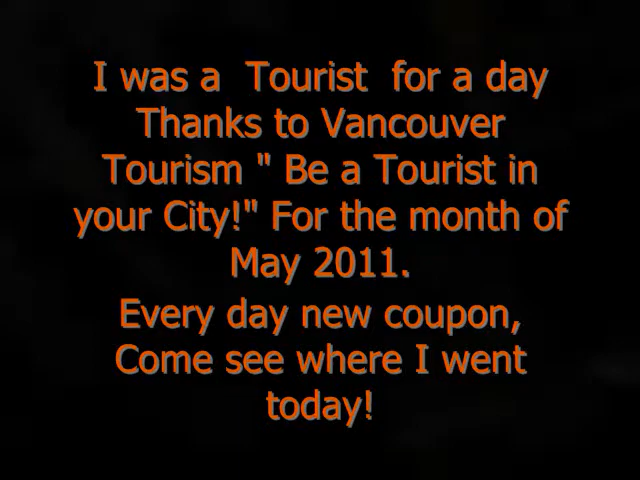 I was a  Tourist  for a day
Thanks to Vancouver
Tourism " Be a Tourist in
your City!" For the month of
May 2011.
Every day new coupon,
Come see where I went
today!